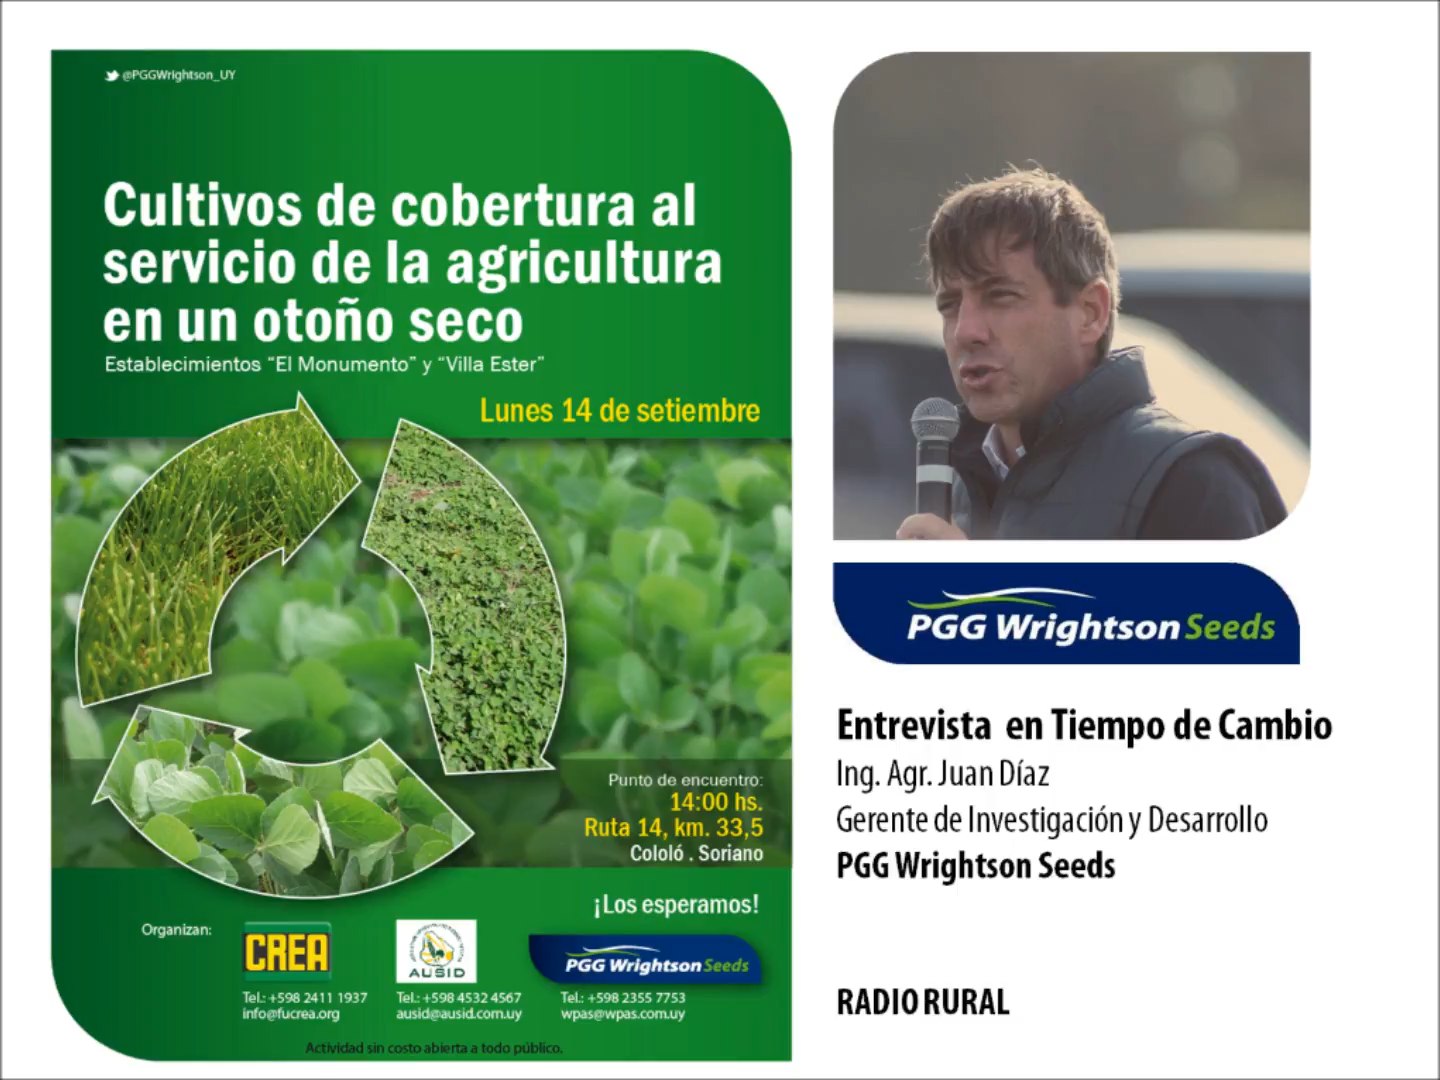 @PGGWrightson_UY
Cultivos de cobertura al
servicio de la agricultura
en un otoño seco
Establecimientos “El Monumento” y “Villa Ester”
Lunes 14 de setiembre
Punto de encuentro:
14:00 hs.
Ruta 14, km. 33,5
Cololó . Soriano
¡Los esperamos!
Organizan:
CREA
AUSID
PGG Wrightson Seeds
Tel.: +598 2411 1937
info@fucrea.org
Tel.: +598 4532 4567
ausid@ausid.com.uy
Tel.: +598 2355 7753
wpas@wpas.com.uy
Actividad sin costo abierta a todo público.
PGG Wrightson Seeds
Entrevista en Tiempo de Cambio
Ing. Agr. Juan Díaz
Gerente de Investigación y Desarrollo
PGG Wrightson Seeds
RADIO RURAL